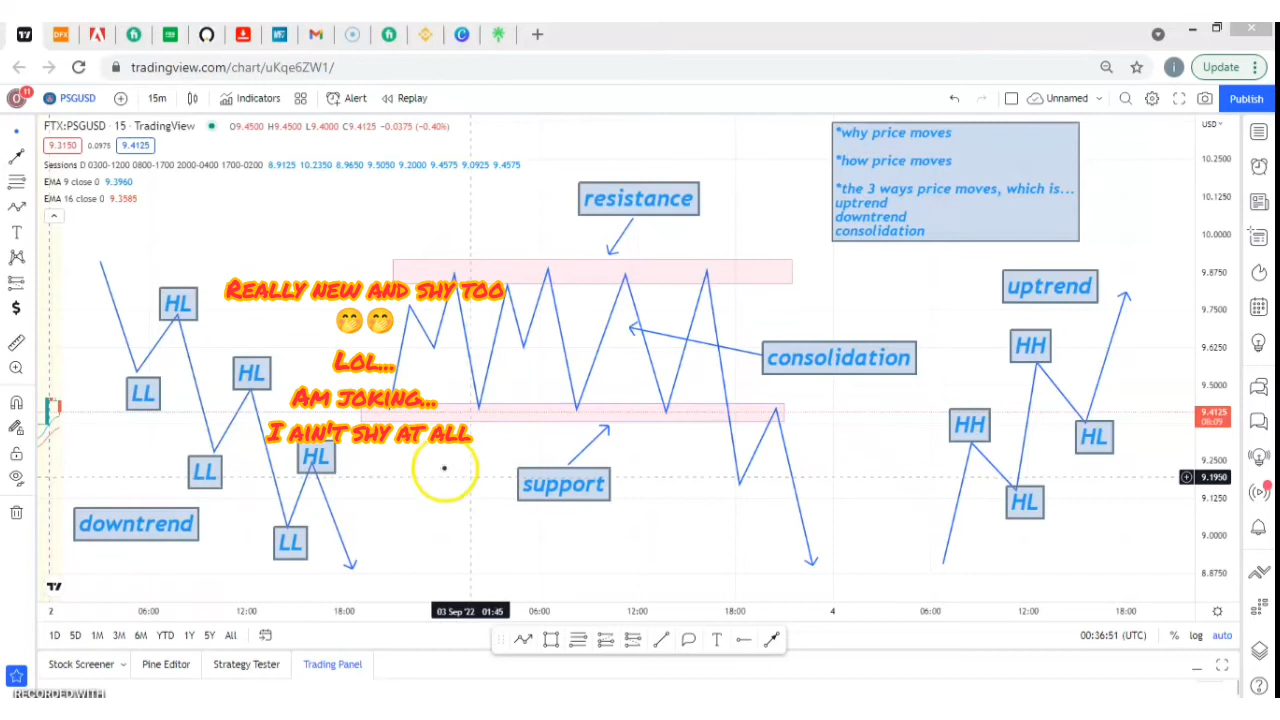 tradingview.com/chart/uKqe6ZW1/
Update
PSGUSD
15m
Indicators
Alert
Replay
Unnamed
Publish
FTX:PSGUSD · 15 · TradingView
O9.4500 H9.4500 L9.4000 C9.4125 −0.0375 (−0.40%)
9.3150 0.0975 9.4125
Sessions D 0300-1200 0800-1700 2000-0400 1700-0200 8.9125 10.2350 8.9650 9.5050 9.2000 9.4575 9.0925 9.4575
EMA 9 close 0 9.3960
EMA 16 close 0 9.3585
*why price moves
*how price moves
*the 3 ways price moves, which is...
uptrend
downtrend
consolidation
resistance
Really new and shy too
Lol...
Am joking...
I ain't shy at all
HL
LL
HL
LL
HL
LL
downtrend
support
consolidation
uptrend
HH
HH
HL
HL
USD
10.2500
10.1250
10.0000
9.8750
9.7500
9.6250
9.5000
9.4125
08:09
9.2500
9.1950
9.1250
9.0000
8.8750
2
06:00
12:00
18:00
03 Sep '22 01:45
06:00
12:00
18:00
4
06:00
12:00
18:00
1D 5D 1M 3M 6M YTD 1Y 5Y All
00:36:51 (UTC)
% log auto
Stock Screener
Pine Editor
Strategy Tester
Trading Panel
RECORDED WITH